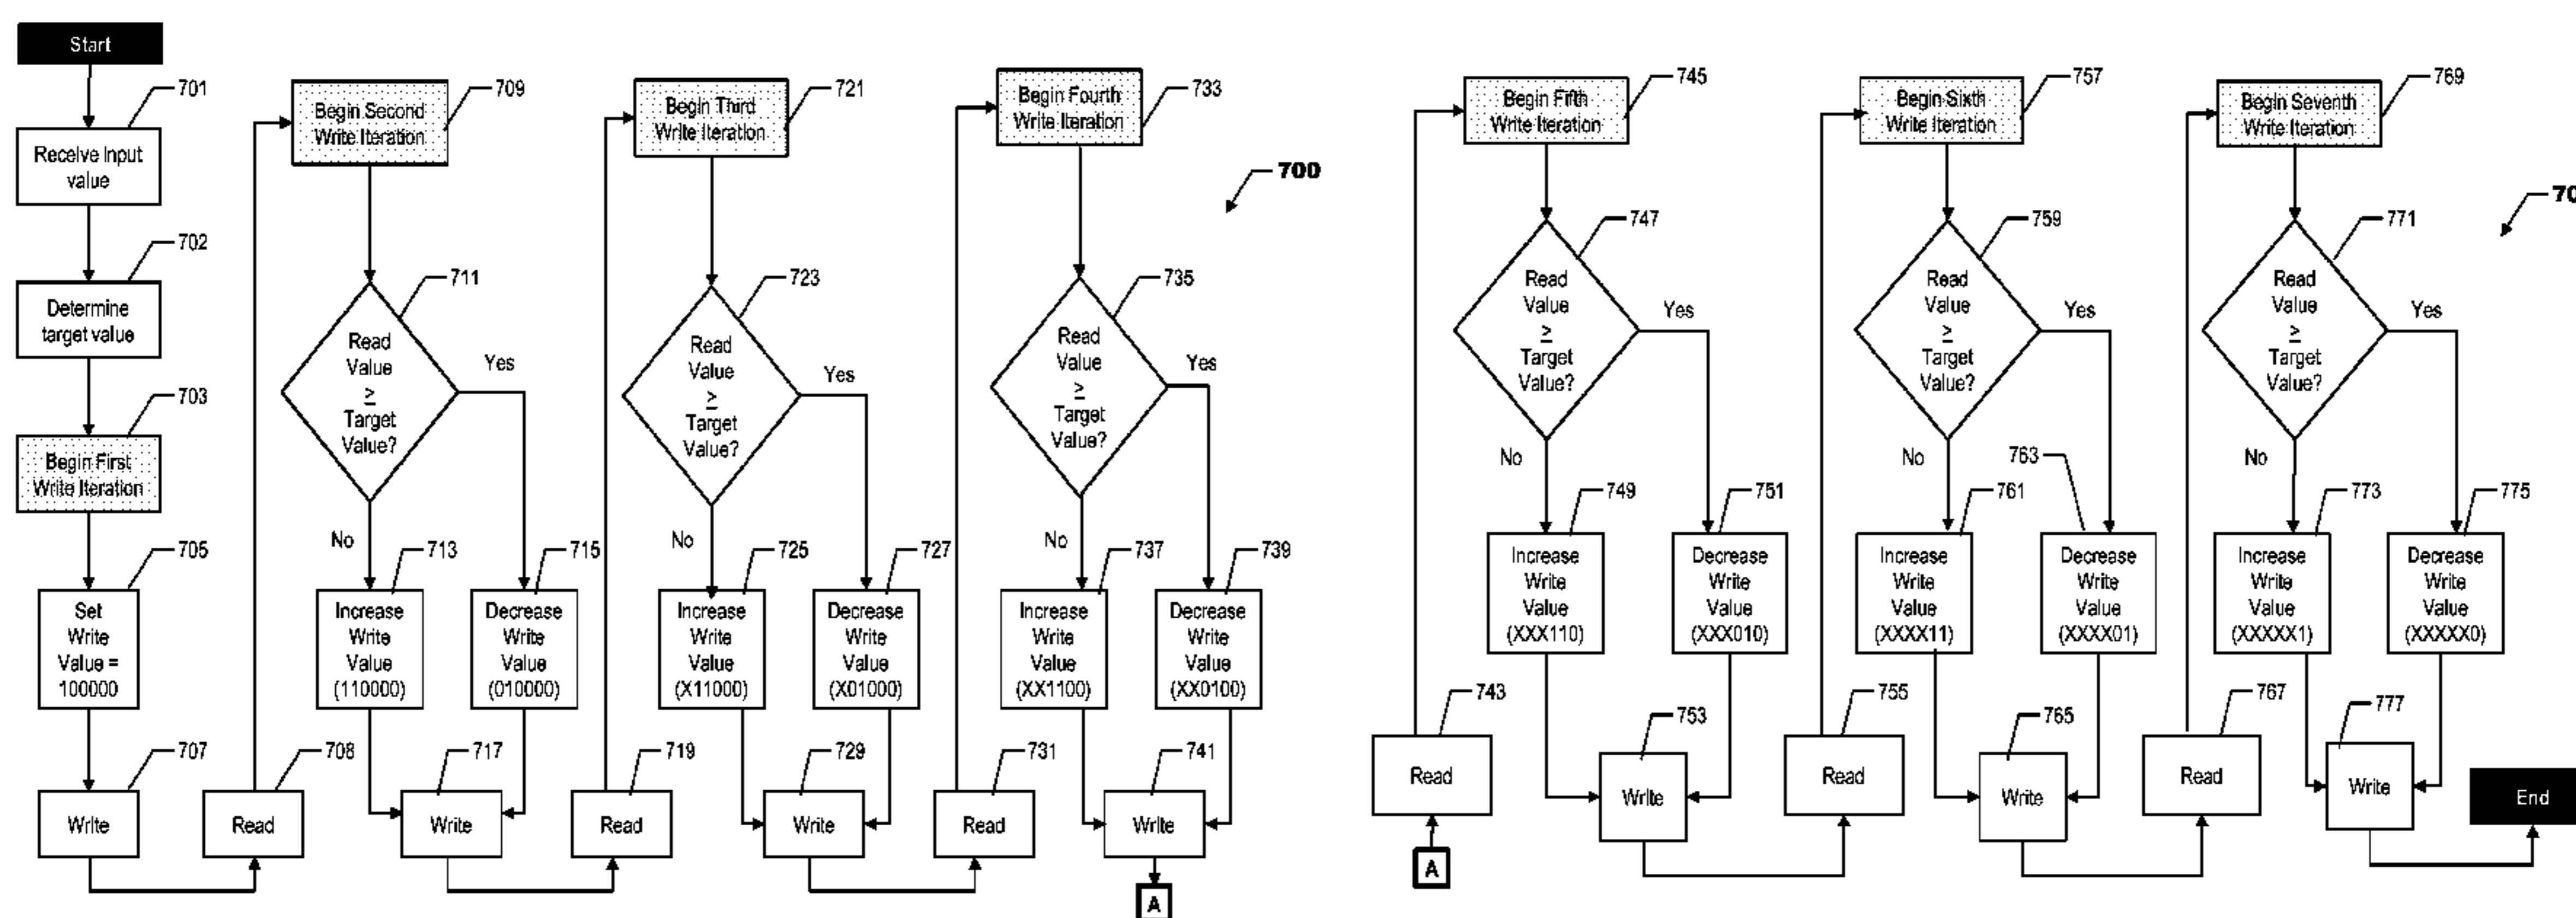 Start
701
Receive Input
value
702
Determine
target value
703
Begin First
Write Iteration
705
Set
Write
Value =
100000
707
Write
708
Read
709
Begin Second
Write Iteration
711
Read
Value
≥
Target
Value?
Yes
No
713
Increase
Write
Value
(110000)
715
Decrease
Write
Value
(010000)
717
Write
719
Read
721
Begin Third
Write Iteration
723
Read
Value
≥
Target
Value?
Yes
No
725
Increase
Write
Value
(X11000)
727
Decrease
Write
Value
(X01000)
729
Write
731
Read
733
Begin Fourth
Write Iteration
700
735
Read
Value
≥
Target
Value?
Yes
No
737
Increase
Write
Value
(XX1100)
739
Decrease
Write
Value
(XX0100)
741
Write
A
A
743
Read
745
Begin Fifth
Write Iteration
747
Read
Value
≥
Target
Value?
Yes
No
749
Increase
Write
Value
(XXX110)
751
Decrease
Write
Value
(XXX010)
753
Write
755
Read
757
Begin Sixth
Write Iteration
759
Read
Value
≥
Target
Value?
Yes
No
761
Increase
Write
Value
(XXXX11)
763
Decrease
Write
Value
(XXXX01)
765
Write
767
Read
769
Begin Seventh
Write Iteration
771
Read
Value
≥
Target
Value?
Yes
No
773
Increase
Write
Value
(XXXXX1)
775
Decrease
Write
Value
(XXXXX0)
777
Write
End